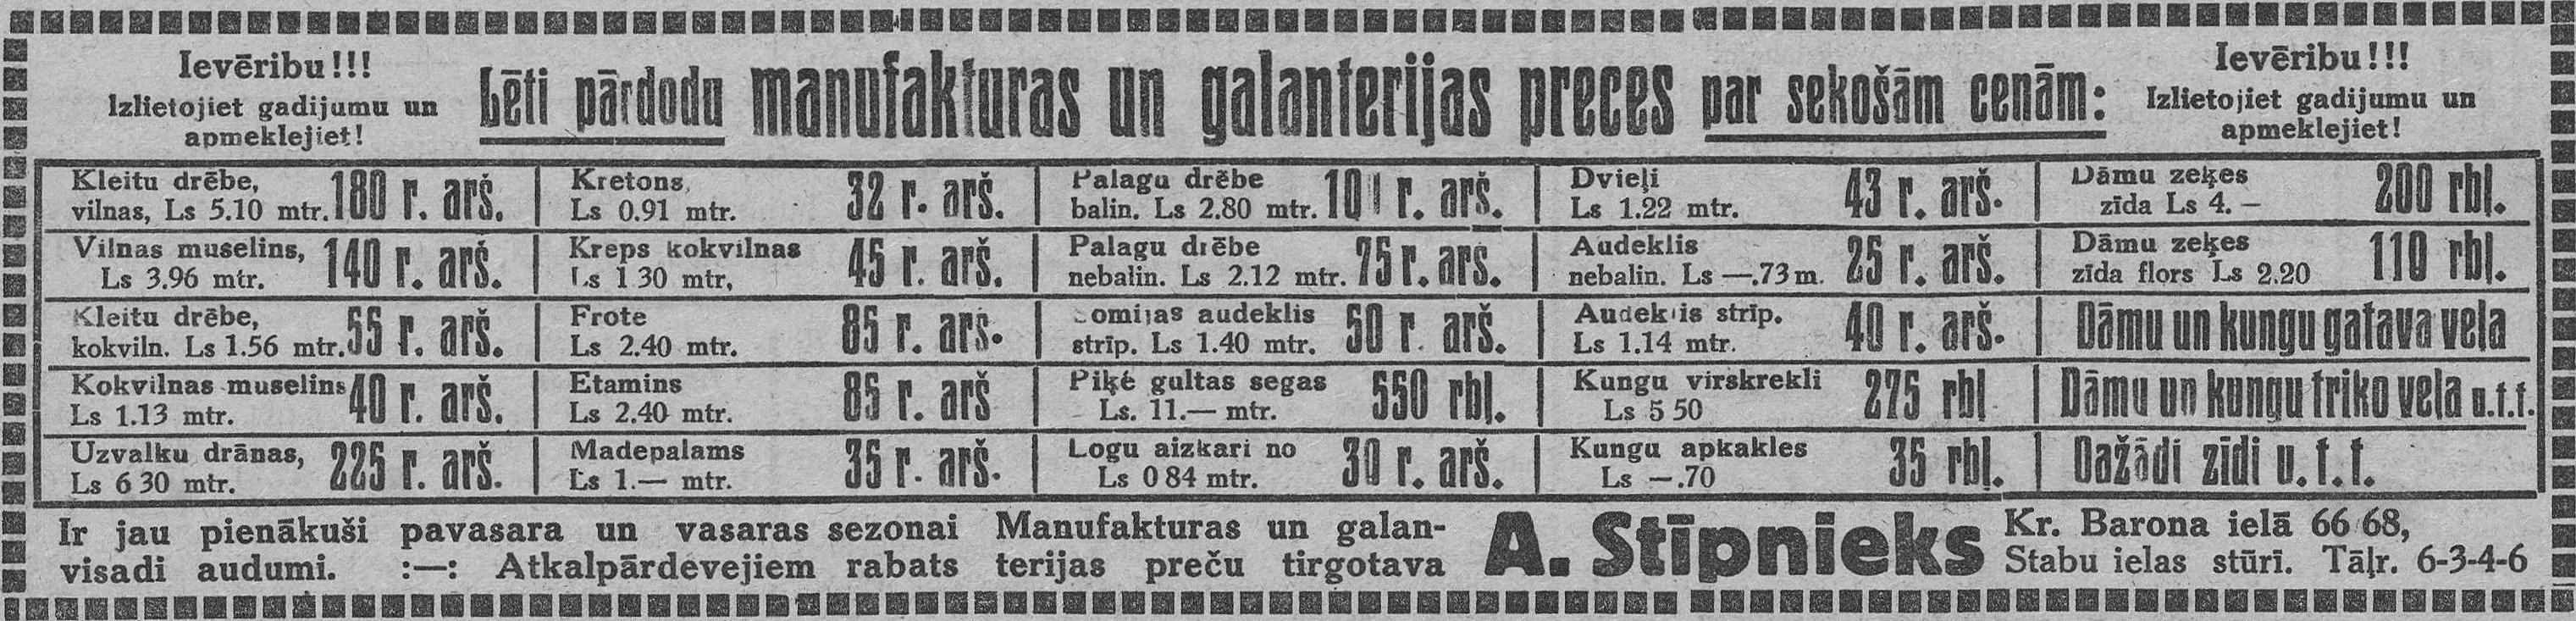 Ievēribu!!!
Izlietojiet gadijumu un
apmeklejiet!
Lēti pārdodu manufakturas un galanterijas preces par sekošām cenām:
Ievēribu!!!
Izlietojiet gadijumu un
apmeklejiet!
Kleitu drēbe,
vilnas, Ls 5.10 mtr. 180 r. arš.
Kretons,
Ls 0.91 mtr. 32 r. arš.
Palagu drēbe
balin. Ls 2.80 mtr. r. arš.
Dvieļi
Ls 1.22 mtr. 43 r. arš.
Dāmu zeķes
zīda Ls 4. — 200 rbļ.
Vilnas muselins,
Ls 3.96 mtr. 140 r. arš.
Kreps kokvilnas
Ls 1 30 mtr, 45 r. arš.
Palagu drēbe
nebalin. Ls 2.12 mtr. 75 r. arš.
Audeklis
nebalin. Ls —.73 m. 25 r. arš.
Dāmu zeķes
zīda flors Ls 2.20 110 rbļ.
Kleitu drēbe,
kokviln. Ls 1.56 mtr. 55 r. arš.
Frote
Ls 2.40 mtr. 85 r. arš.
Somijas audeklis
strīp. Ls 1.40 mtr. 50 r. arš.
Audeklis strīp.
Ls 1.14 mtr. 40 r. arš.
Dāmu un kungu gatava veļa
Kokvilnas muselins
Ls 1.13 mtr. 40 r. arš.
Etamins
Ls 2.40 mtr. 85 r. arš
Piķé gultas segas
Ls. 11.— mtr. 550 rbļ.
Kungu virskrekli
Ls 5 50 275 rbļ
Dāmu un kungu triko veļa u.t.t.
Uzvalku drānas,
Ls 6 30 mtr. 225 r. arš.
Madepalams
Ls 1.— mtr. 35 r. arš.
Logu aizkari no
Ls 0 84 mtr. 30 r. arš.
Kungu apkakles
Ls —.70 35 rbļ.
Dažādi zīdi u. t. t.
Ir jau pienākuši pavasara un vasaras sezonai
visadi audumi. :—: Atkalpārdevejiem rabats
Manufakturas un galan-
terijas preču tirgotava
A. Stīpnieks
Kr. Barona ielā 66 68,
Stabu ielas stūrī. Tāļr. 6-3-4-6